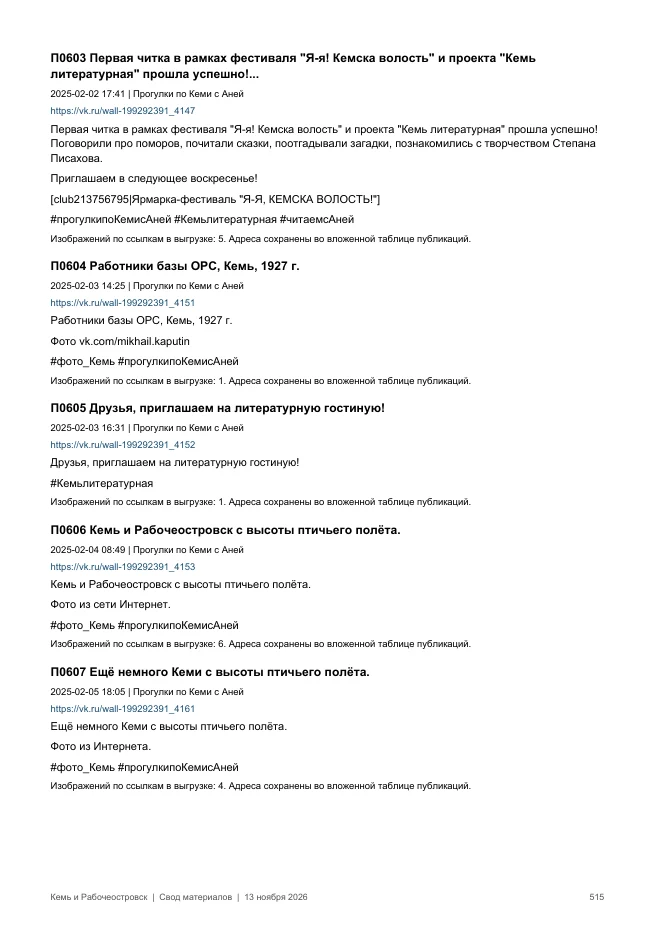 П0603 Первая читка в рамках фестиваля "Я-я! Кемска волость" и проекта "Кемь
литературная" прошла успешно!...
2025-02-02 17:41 | Прогулки по Кеми с Аней
https://vk.ru/wall-199292391_4147
Первая читка в рамках фестиваля "Я-я! Кемска волость" и проекта "Кемь литературная" прошла успешно!
Поговорили про поморов, почитали сказки, поотгадывали загадки, познакомились с творчеством Степана
Писахова.
Приглашаем в следующее воскресенье!
[club213756795|Ярмарка-фестиваль "Я-Я, КЕМСКА ВОЛОСТЬ!"]
#прогулкипоКемисАней #Кемьлитературная #читаемсАней
Изображений по ссылкам в выгрузке: 5. Адреса сохранены во вложенной таблице публикаций.
П0604 Работники базы ОРС, Кемь, 1927 г.
2025-02-03 14:25 | Прогулки по Кеми с Аней
https://vk.ru/wall-199292391_4151
Работники базы ОРС, Кемь, 1927 г.
Фото vk.com/mikhail.kaputin
#фото_Кемь #прогулкипоКемисАней
Изображений по ссылкам в выгрузке: 1. Адреса сохранены во вложенной таблице публикаций.
П0605 Друзья, приглашаем на литературную гостиную!
2025-02-03 16:31 | Прогулки по Кеми с Аней
https://vk.ru/wall-199292391_4152
Друзья, приглашаем на литературную гостиную!
#Кемьлитературная
Изображений по ссылкам в выгрузке: 1. Адреса сохранены во вложенной таблице публикаций.
П0606 Кемь и Рабочеостровск с высоты птичьего полёта.
2025-02-04 08:49 | Прогулки по Кеми с Аней
https://vk.ru/wall-199292391_4153
Кемь и Рабочеостровск с высоты птичьего полёта.
Фото из сети Интернет.
#фото_Кемь #прогулкипоКемисАней
Изображений по ссылкам в выгрузке: 6. Адреса сохранены во вложенной таблице публикаций.
П0607 Ещё немного Кеми с высоты птичьего полёта.
2025-02-05 18:05 | Прогулки по Кеми с Аней
https://vk.ru/wall-199292391_4161
Ещё немного Кеми с высоты птичьего полёта.
Фото из Интернета.
#фото_Кемь #прогулкипоКемисАней
Изображений по ссылкам в выгрузке: 4. Адреса сохранены во вложенной таблице публикаций.
Кемь и Рабочеостровск | Свод материалов | 13 ноября 2026 515